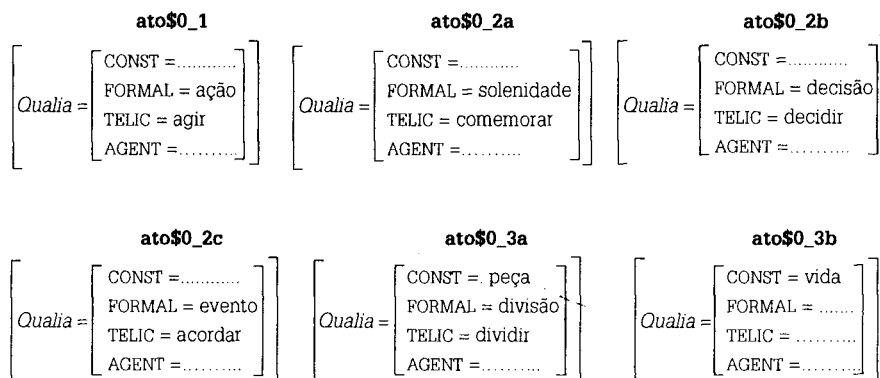 ato$0_1 ato$0_2a ato$0_2b
CONST =............ CONST =............ CONST =............
FORMAL = ação FORMAL = solenidade FORMAL = decisão
Qualia = Qualia = Qualia =
TELIC = agir TELIC = comemorar TELIC = decidir
AGENT =.......... AGENT =.......... AGENT =..........
ato$0_2c ato$0_3a ato$0_3b
CONST =............ CONST = peça CONST = vida
FORMAL = evento FORMAL = divisão FORMAL = .......
Qualia = Qualia = Qualia =
TELIC = acordar TELIC = dividir TELIC = ..........
AGENT =.......... AGENT =.......... AGENT =..........